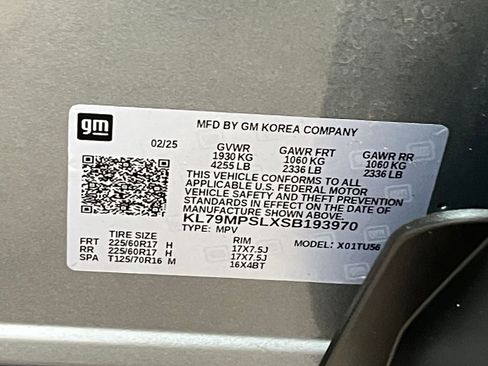 gm
MFD BY GM KOREA COMPANY
02/25 GVWR GAWR FRT GAWR RR
1930 KG 1060 KG 1060 KG
4255 LB 2336 LB 2336 LB
THIS VEHICLE CONFORMS TO ALL
APPLICABLE U.S. FEDERAL MOTOR
VEHICLE SAFETY AND THEFT PREVENTION
STANDARDS IN EFFECT ON THE DATE OF
MANUFACTURE SHOWN ABOVE.
KL79MPSLXSB193970
TYPE: MPV
TIRE SIZE RIM MODEL: X01TU56
FRT 225/60R17 H 17X7.5J
RR 225/60R17 H 17X7.5J
SPA T125/70R16 M 16X4BT